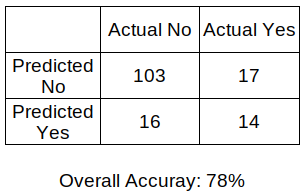 Actual No Actual Yes
Predicted No 103 17
Predicted Yes 16 14
Overall Accuray: 78%